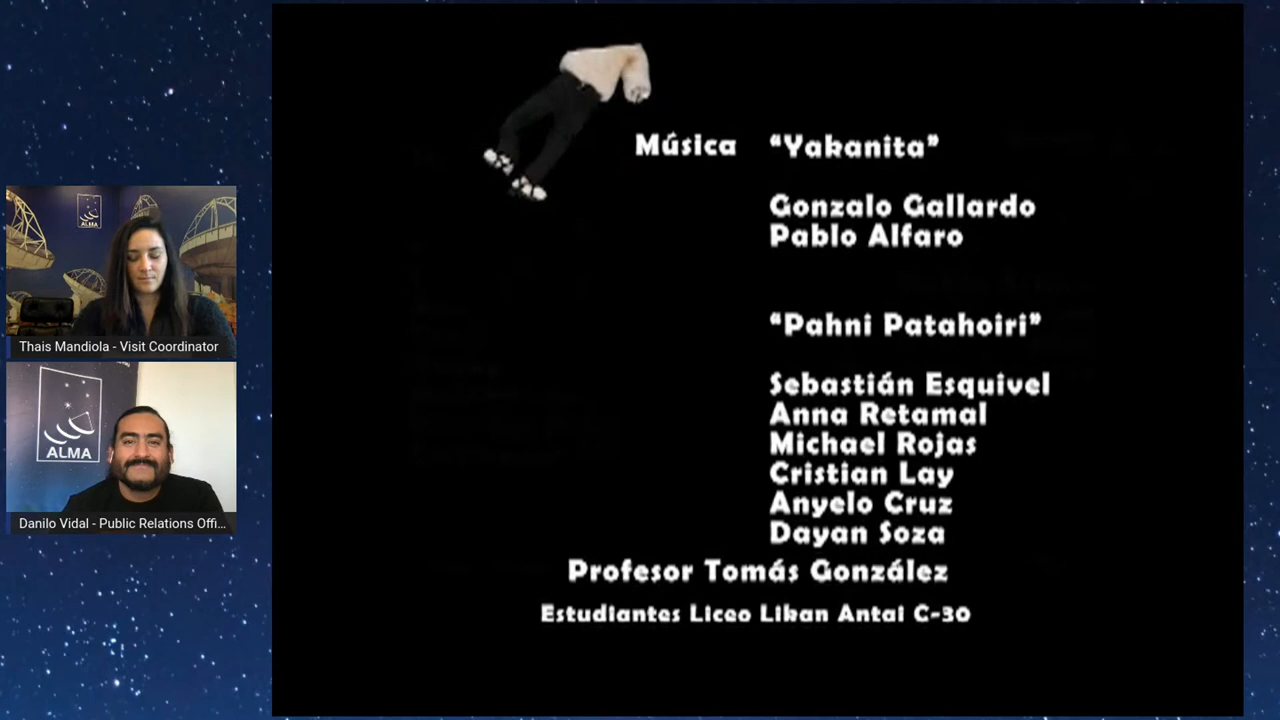 ALMA
Thais Mandiola - Visit Coordinator
ALMA
Danilo Vidal - Public Relations Offi...
Música “Yakanita”
Gonzalo Gallardo
Pablo Alfaro
“Pahni Patahoiri”
Sebastián Esquivel
Anna Retamal
Michael Rojas
Cristian Lay
Anyelo Cruz
Dayan Soza
Profesor Tomás González
Estudiantes Liceo Likan Antai C-30